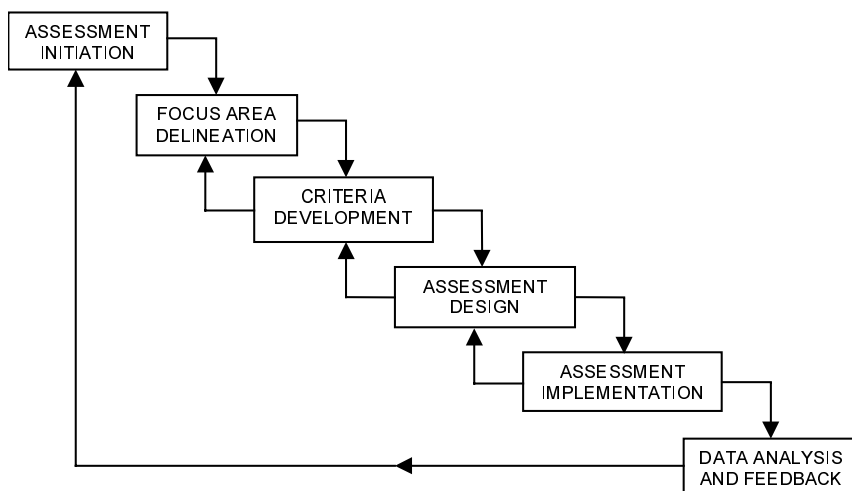 ASSESSMENT
INITIATION
FOCUS AREA
DELINEATION
CRITERIA
DEVELOPMENT
ASSESSMENT
DESIGN
ASSESSMENT
IMPLEMENTATION
DATA ANALYSIS
AND FEEDBACK